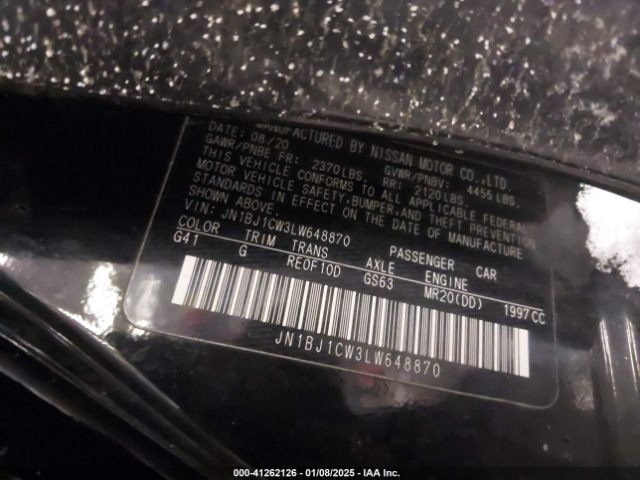 MANUFACTURED BY NISSAN MOTOR CO.,LTD.
DATE: 08/20 GVWR/PNBV: 4455 LBS.
GAWR/PNBE FR: 2370LBS. RR: 2120LBS.
THIS VEHICLE CONFORMS TO ALL APPLICABLE FEDERAL
MOTOR VEHICLE SAFETY,BUMPER,AND THEFT PREVENTION
STANDARDS IN EFFECT ON THE DATE OF MANUFACTURE
SHOWN ABOVE.
VIN: JN1BJ1CW3LW648870 PASSENGER CAR
COLOR TRIM TRANS AXLE ENGINE
G41 G RE0F10D GS63 MR20(DD) 1997CC
JN1BJ1CW3LW648870
000-41262126 - 01/08/2025 - IAA Inc.